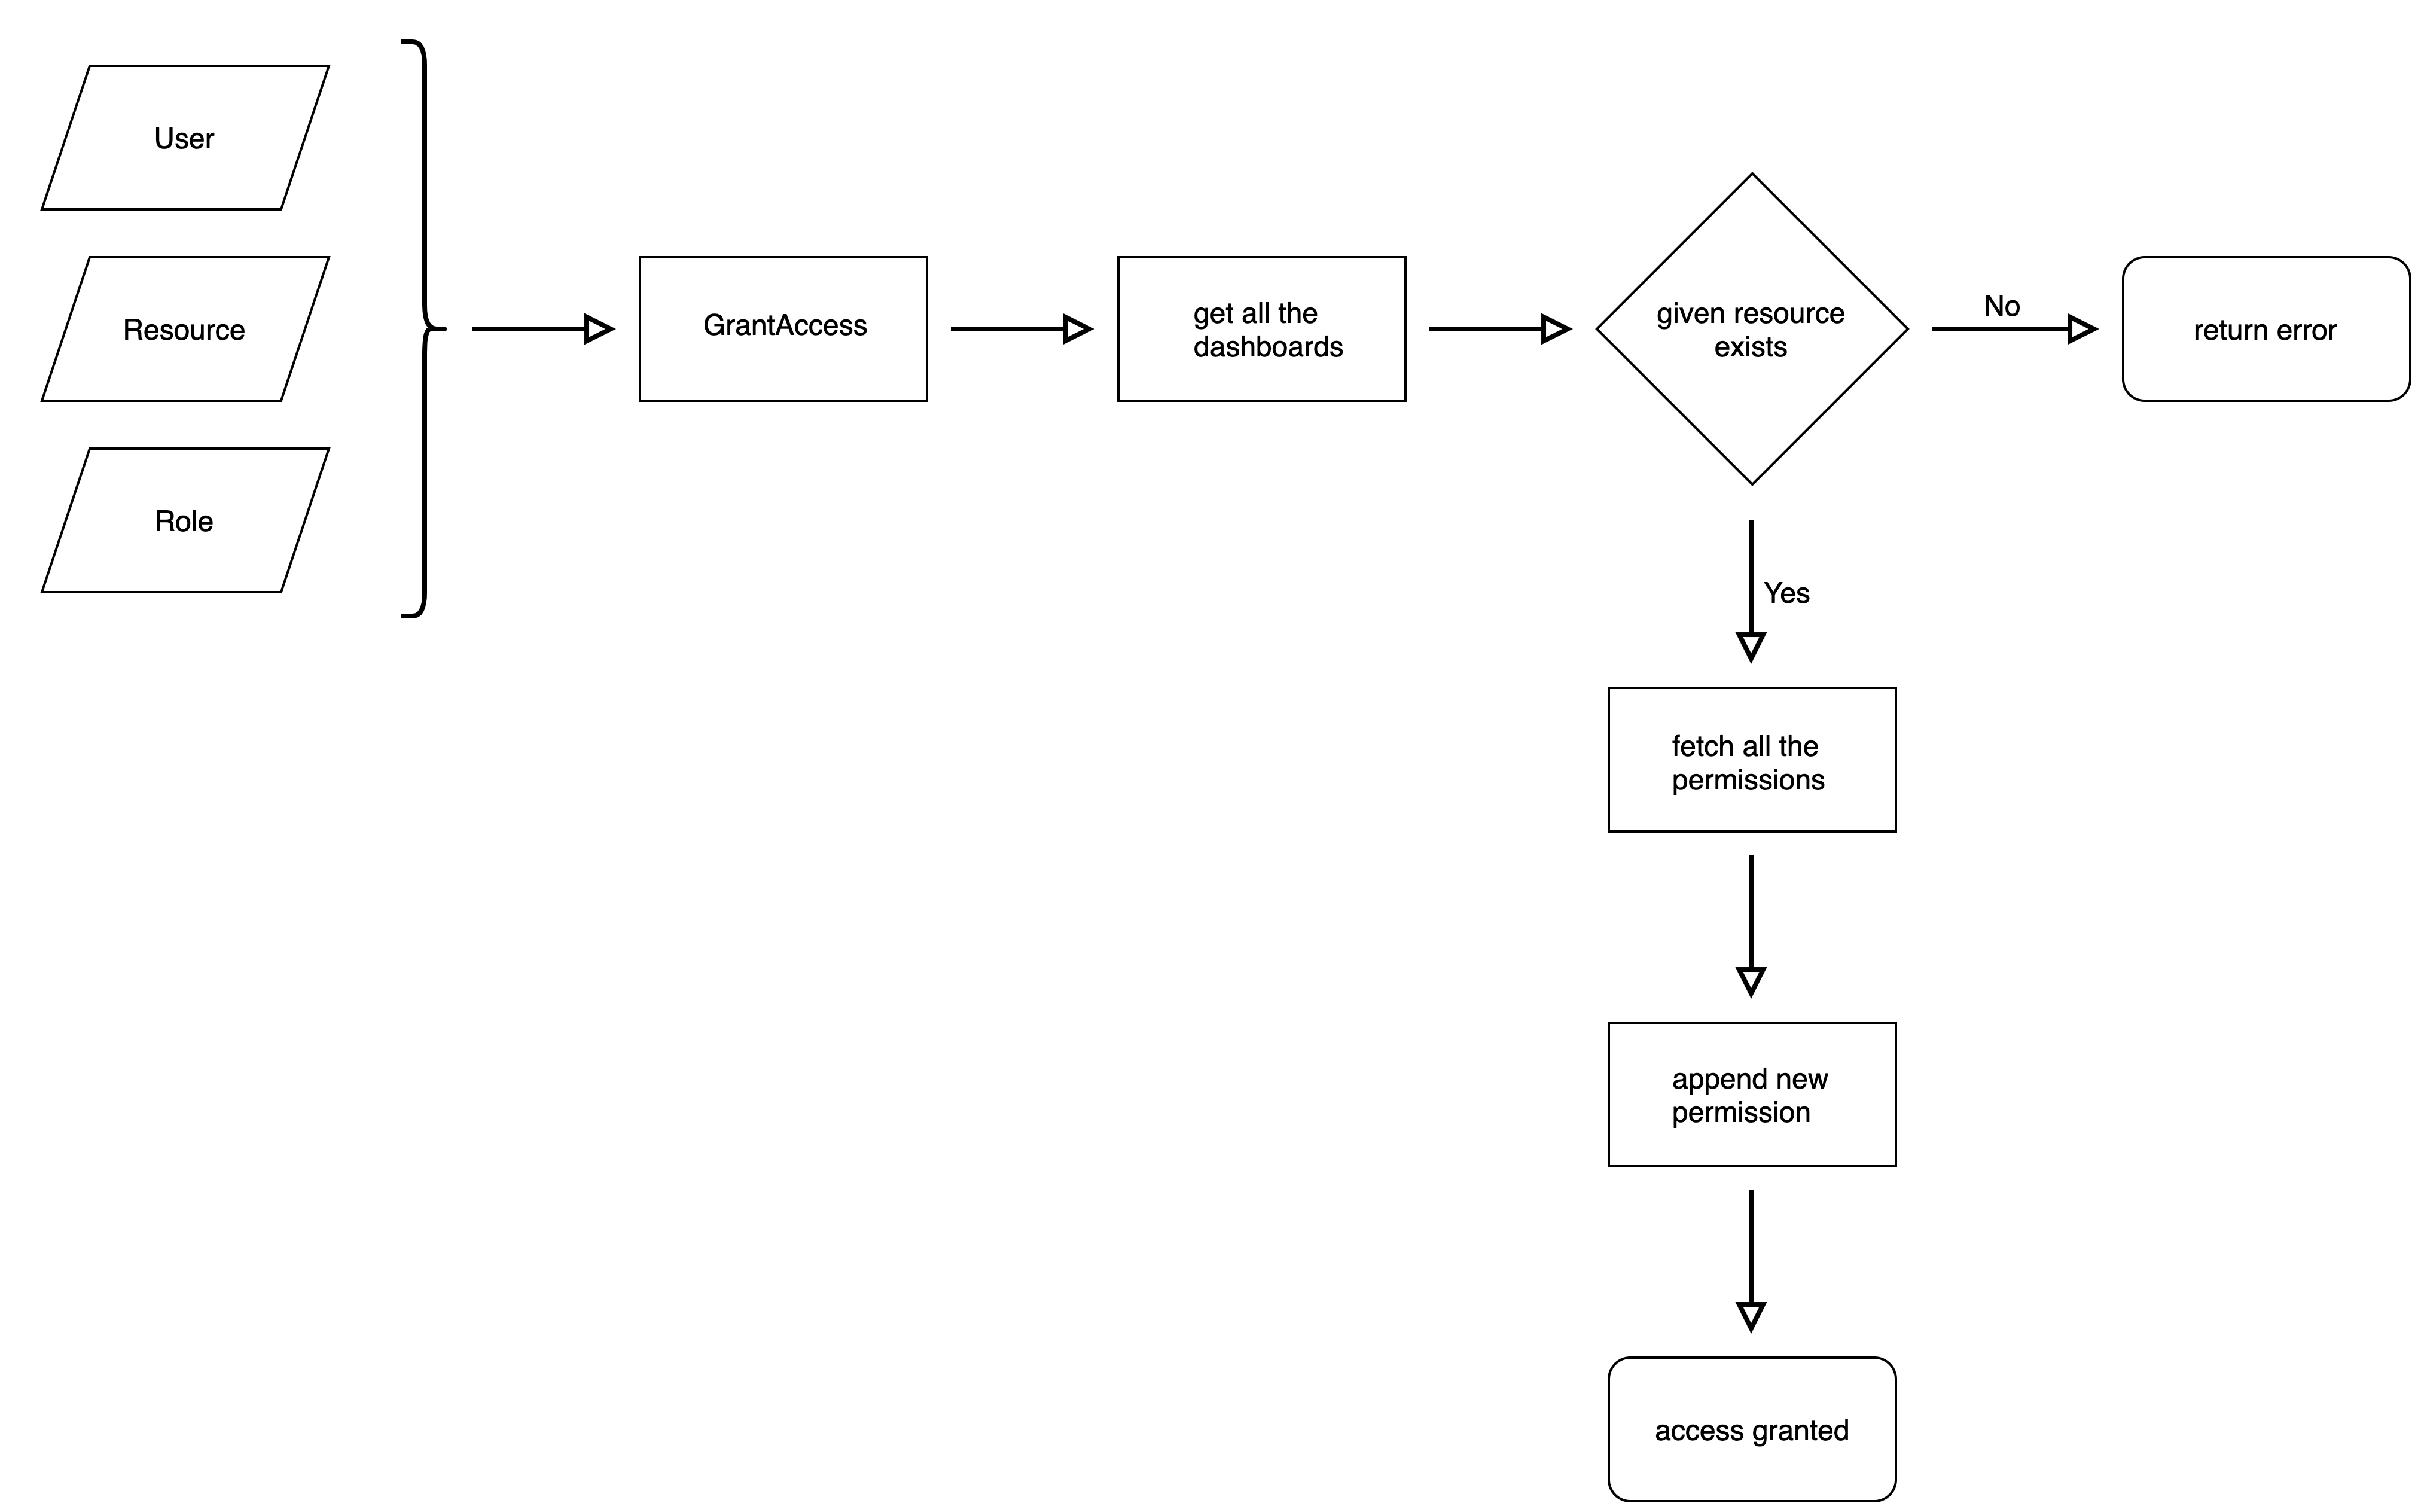 User
Resource
Role
GrantAccess
get all the
dashboards
given resource
exists
No
return error
Yes
fetch all the
permissions
append new
permission
access granted